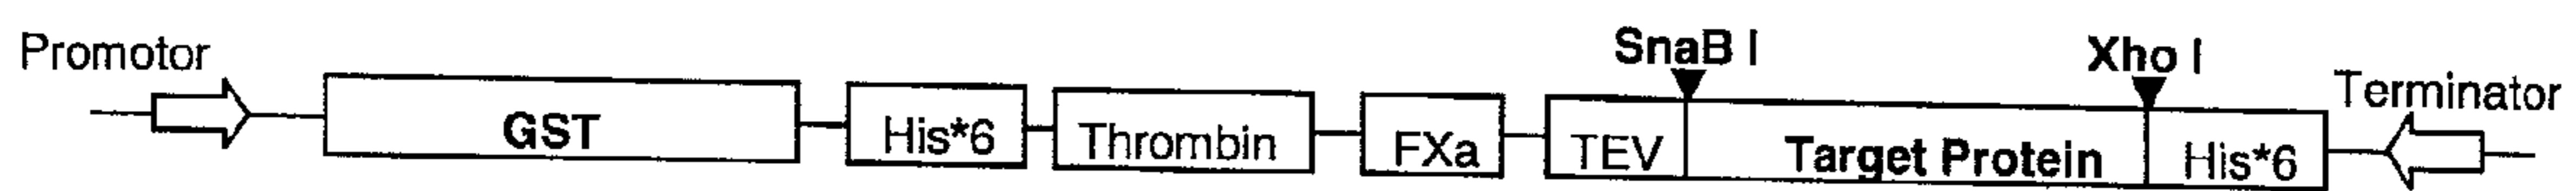 Promotor
SnaB I
Xho I
Terminator
GST
His*6
Thrombin
FXa
TEV
Target Protein
His*6